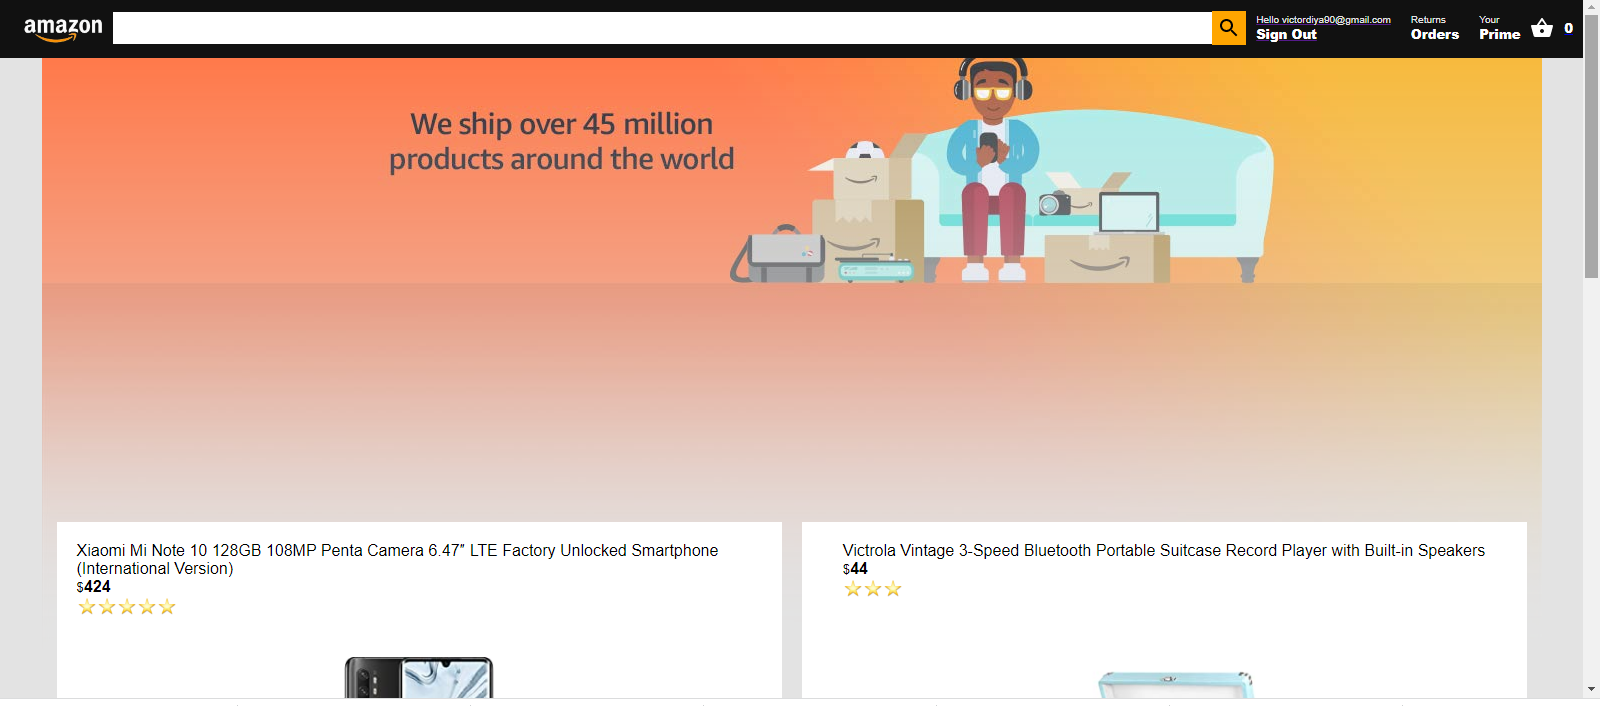 amazon
Hello victordiya90@gmail.com
Sign Out
Returns
Orders
Your
Prime
0
We ship over 45 million
products around the world
Xiaomi Mi Note 10 128GB 108MP Penta Camera 6.47″ LTE Factory Unlocked Smartphone
(International Version)
$424
Victrola Vintage 3-Speed Bluetooth Portable Suitcase Record Player with Built-in Speakers
$44